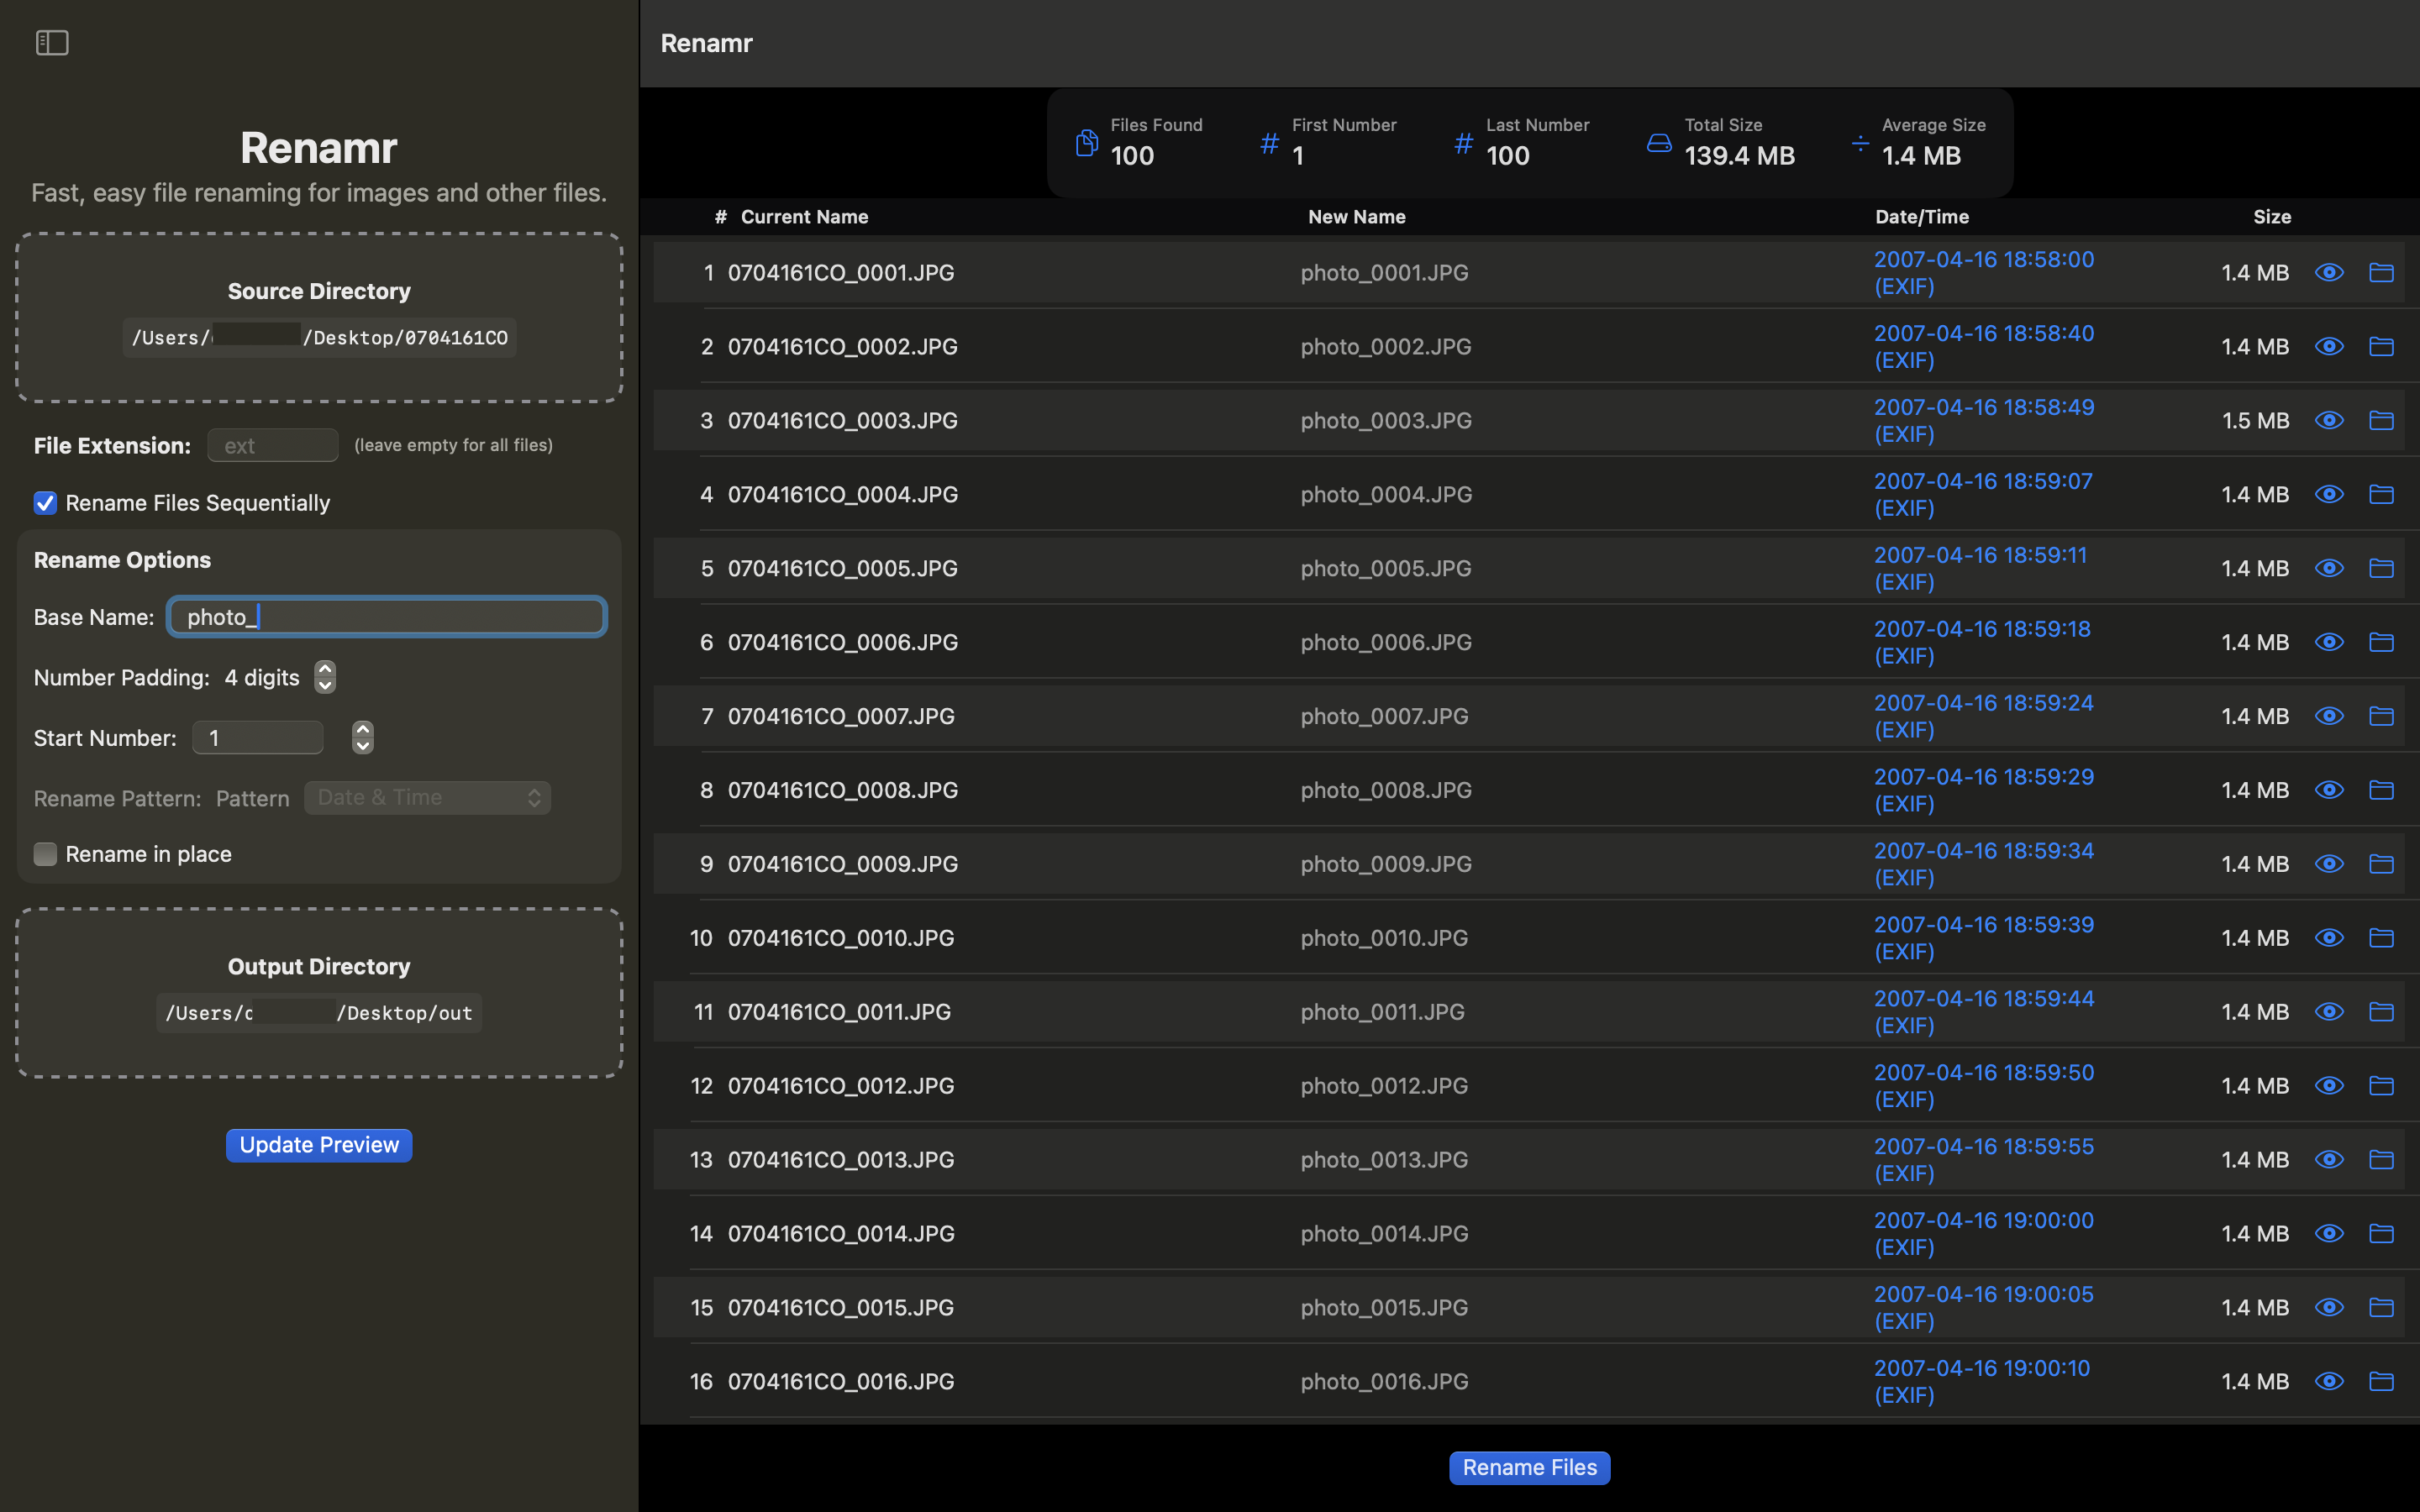 Renamr
Fast, easy file renaming for images and other files.
Source Directory
/Users/ /Desktop/0704161CO
File Extension: ext (leave empty for all files)
Rename Files Sequentially
Rename Options
Base Name: photo_
Number Padding: 4 digits
Start Number: 1
Rename Pattern: Pattern Date & Time
Rename in place
Output Directory
/Users/ /Desktop/out
Update Preview
Renamr
Files Found
100
# First Number
1
# Last Number
100
Total Size
139.4 MB
÷ Average Size
1.4 MB
# Current Name New Name Date/Time Size
1 0704161CO_0001.JPG photo_0001.JPG 2007-04-16 18:58:00 (EXIF) 1.4 MB
2 0704161CO_0002.JPG photo_0002.JPG 2007-04-16 18:58:40 (EXIF) 1.4 MB
3 0704161CO_0003.JPG photo_0003.JPG 2007-04-16 18:58:49 (EXIF) 1.5 MB
4 0704161CO_0004.JPG photo_0004.JPG 2007-04-16 18:59:07 (EXIF) 1.4 MB
5 0704161CO_0005.JPG photo_0005.JPG 2007-04-16 18:59:11 (EXIF) 1.4 MB
6 0704161CO_0006.JPG photo_0006.JPG 2007-04-16 18:59:18 (EXIF) 1.4 MB
7 0704161CO_0007.JPG photo_0007.JPG 2007-04-16 18:59:24 (EXIF) 1.4 MB
8 0704161CO_0008.JPG photo_0008.JPG 2007-04-16 18:59:29 (EXIF) 1.4 MB
9 0704161CO_0009.JPG photo_0009.JPG 2007-04-16 18:59:34 (EXIF) 1.4 MB
10 0704161CO_0010.JPG photo_0010.JPG 2007-04-16 18:59:39 (EXIF) 1.4 MB
11 0704161CO_0011.JPG photo_0011.JPG 2007-04-16 18:59:44 (EXIF) 1.4 MB
12 0704161CO_0012.JPG photo_0012.JPG 2007-04-16 18:59:50 (EXIF) 1.4 MB
13 0704161CO_0013.JPG photo_0013.JPG 2007-04-16 18:59:55 (EXIF) 1.4 MB
14 0704161CO_0014.JPG photo_0014.JPG 2007-04-16 19:00:00 (EXIF) 1.4 MB
15 0704161CO_0015.JPG photo_0015.JPG 2007-04-16 19:00:05 (EXIF) 1.4 MB
16 0704161CO_0016.JPG photo_0016.JPG 2007-04-16 19:00:10 (EXIF) 1.4 MB
Rename Files